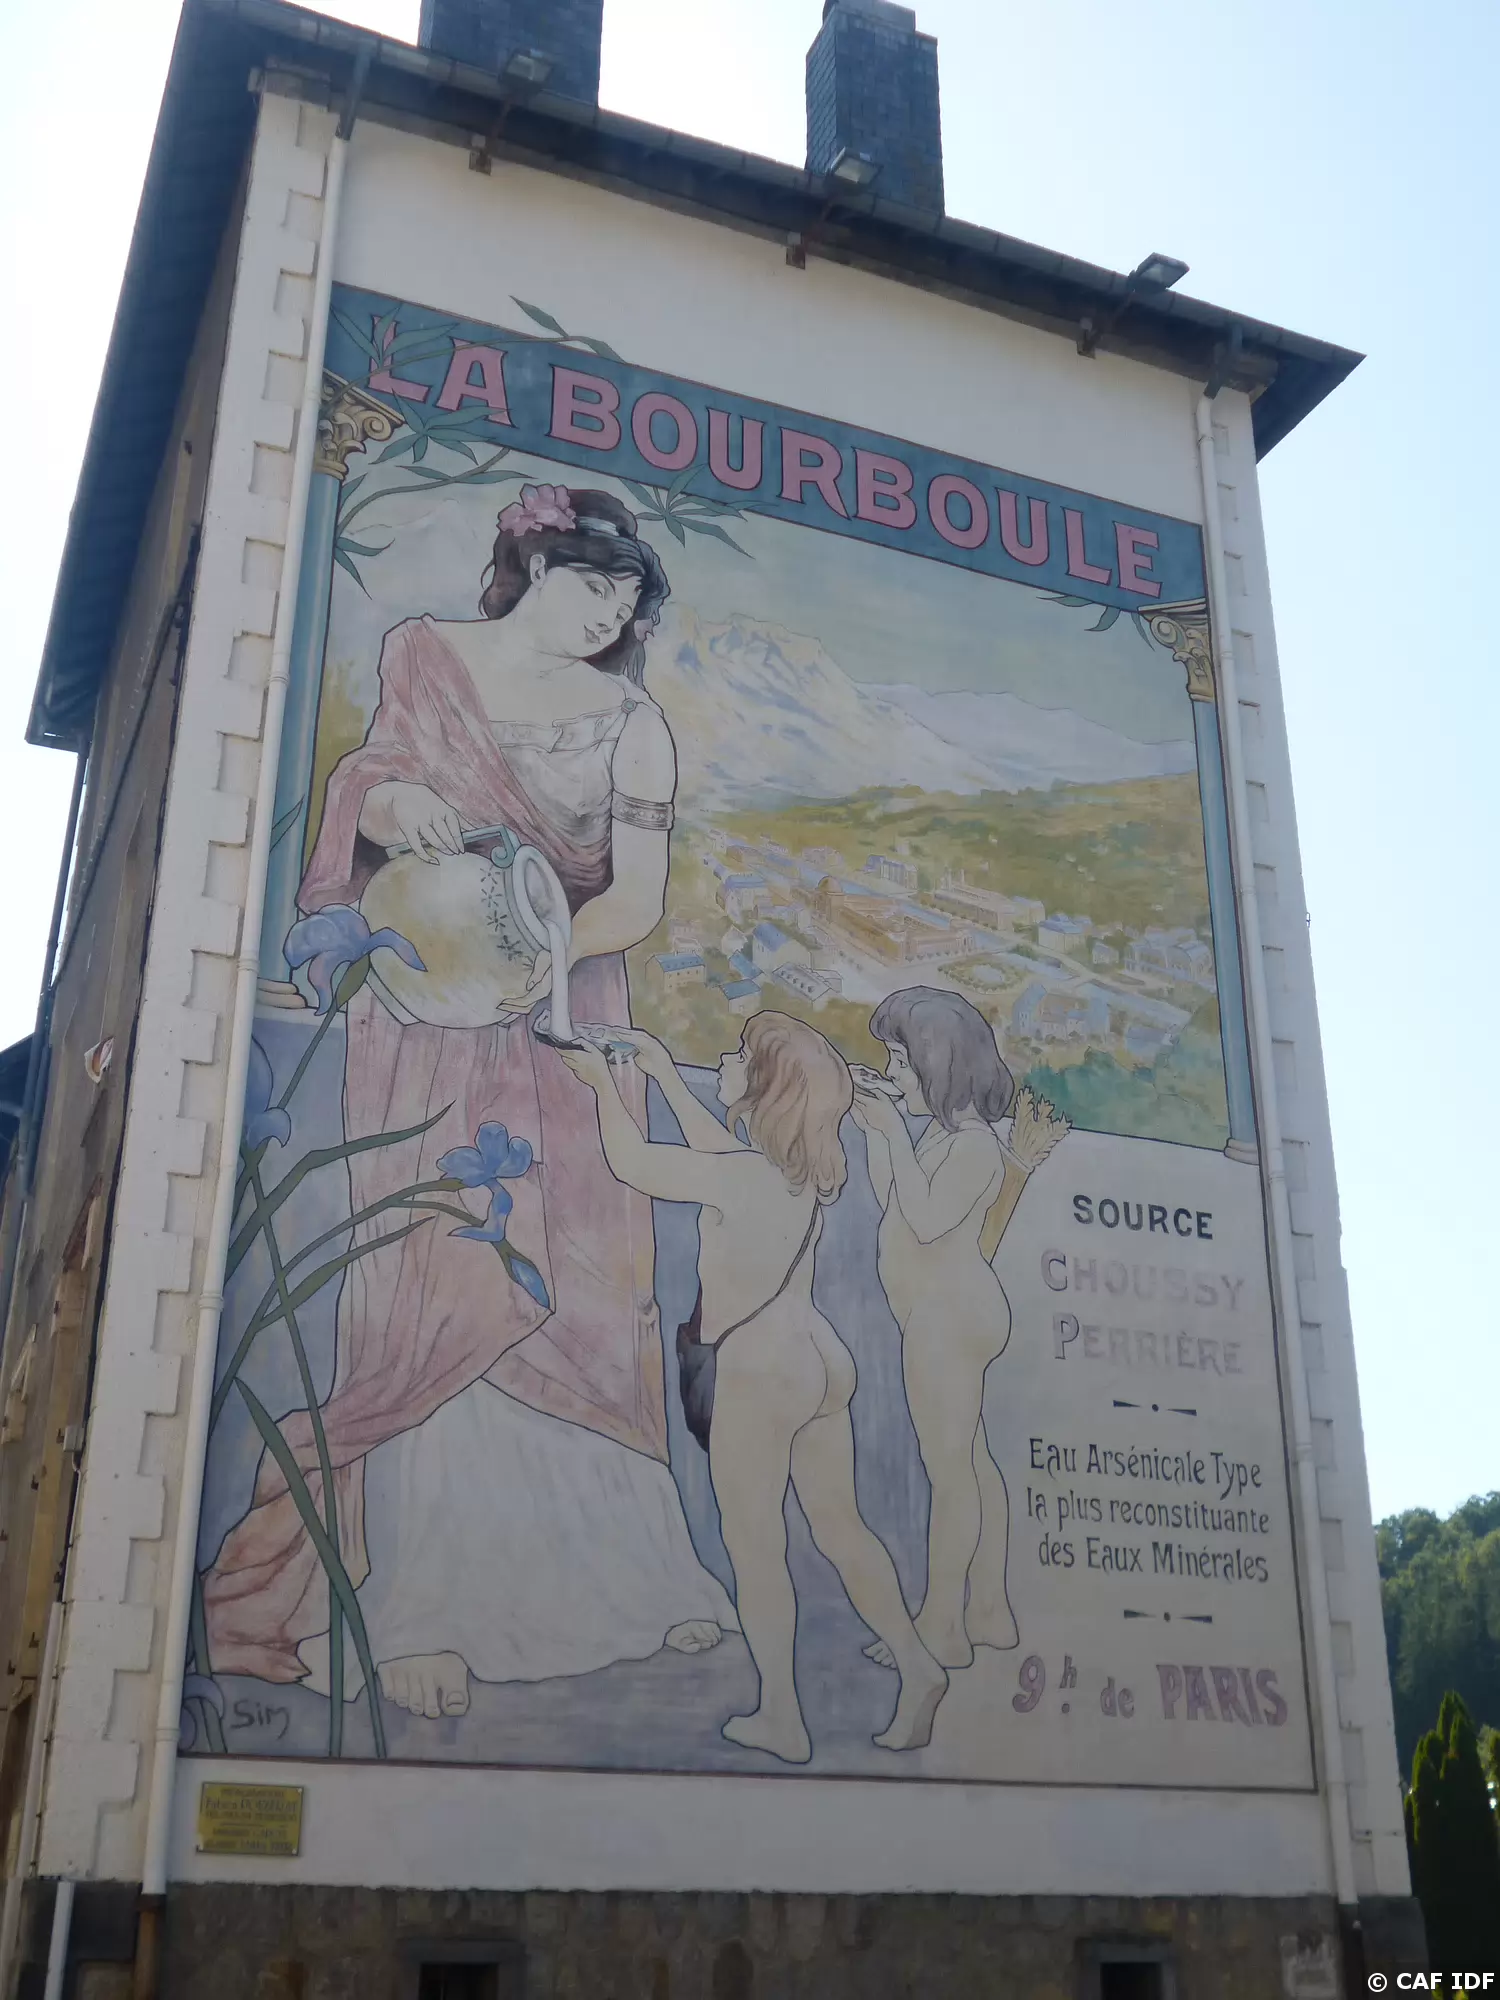 LA BOURBOULE
SOURCE
CHOUSSY
PERRIÈRE
Eau Arsénicale Type
la plus reconstituante
des Eaux Minérales
9h. de PARIS
Sim
© CAF IDF